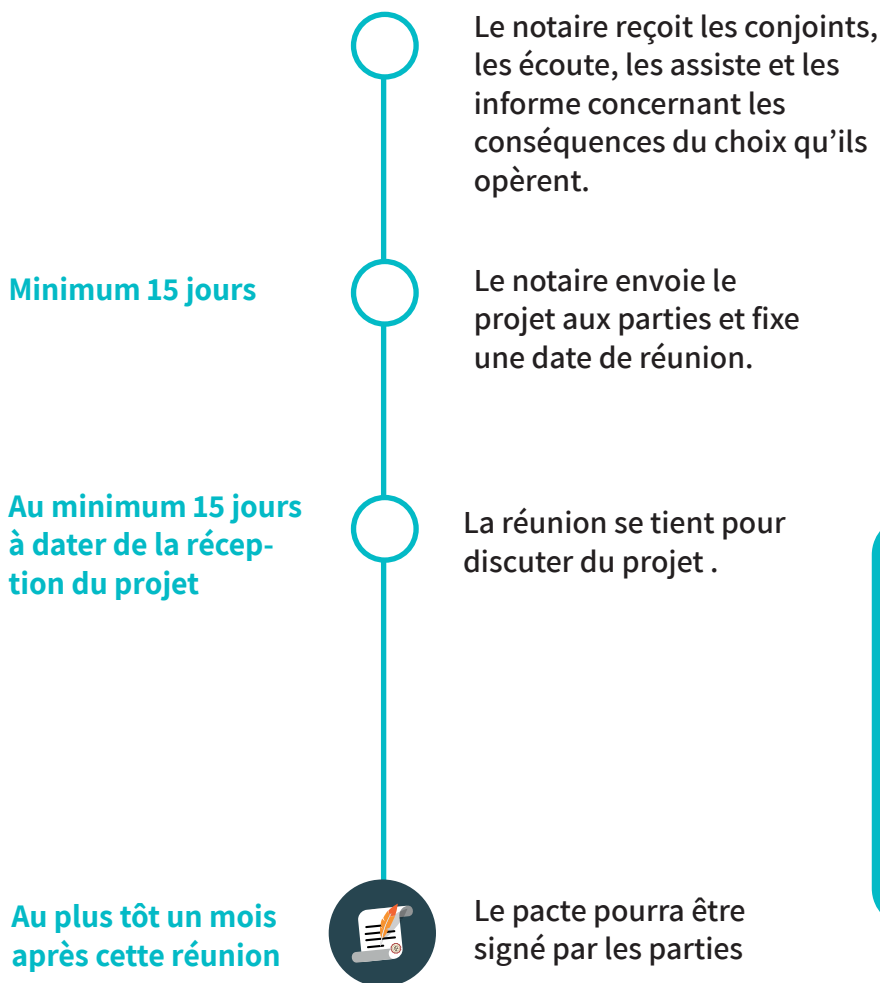 Le notaire reçoit les conjoints,
les écoute, les assiste et les
informe concernant les
conséquences du choix qu’ils
opèrent.
Minimum 15 jours
Le notaire envoie le
projet aux parties et fixe
une date de réunion.
Au minimum 15 jours
à dater de la récep-
tion du projet
La réunion se tient pour
discuter du projet .
Au plus tôt un mois
après cette réunion
Le pacte pourra être
signé par les parties